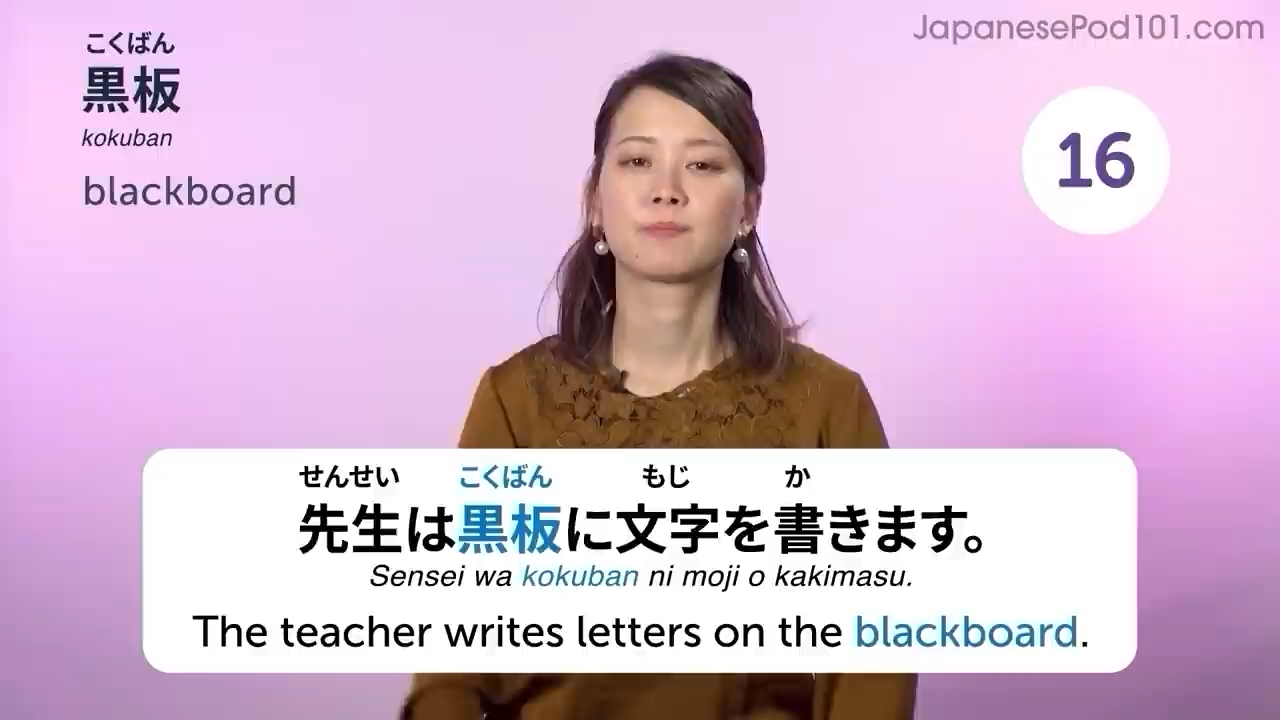 JapanesePod101.com
こくばん
黒板
kokuban
blackboard
16
せんせい こくばん もじ か
先生は黒板に文字を書きます。
Sensei wa kokuban ni moji o kakimasu.
The teacher writes letters on the blackboard.